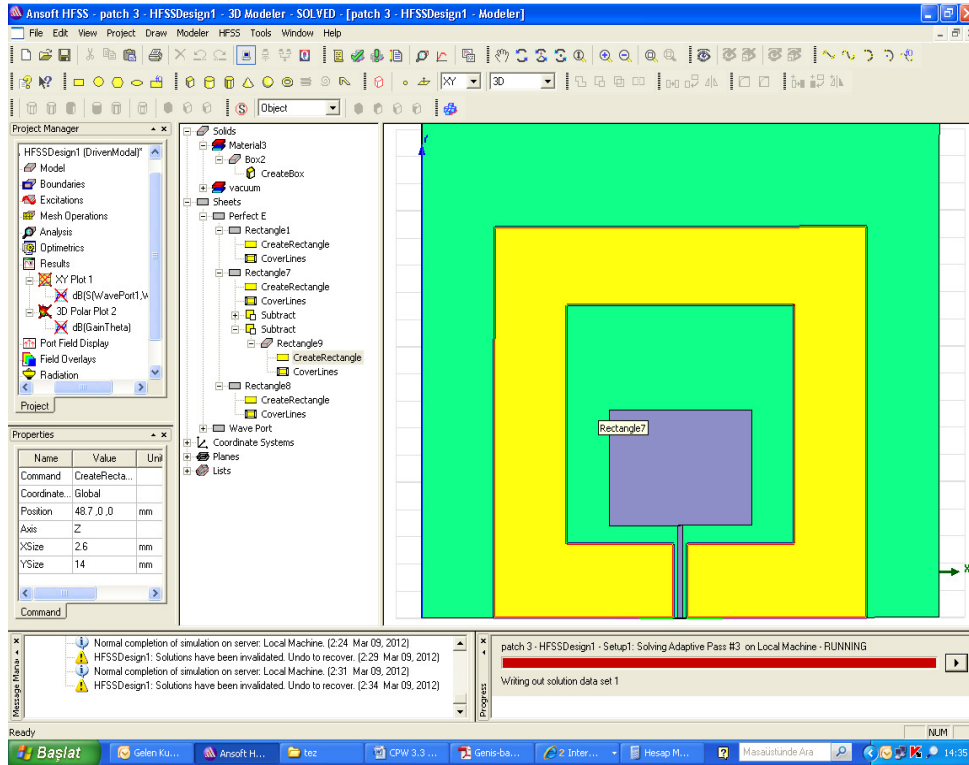 Ansoft HFSS - patch 3 - HFSSDesign1 - 3D Modeler - SOLVED - [patch 3 - HFSSDesign1 - Modeler]
File Edit View Project Draw Modeler HFSS Tools Window Help
XY
3D
Object
Project Manager
HFSSDesign1 (DrivenModal)*
Model
Boundaries
Excitations
Mesh Operations
Analysis
Optimetrics
Results
XY Plot 1
dB(S(WavePort1,W
3D Polar Plot 2
dB(GainTheta)
Port Field Display
Field Overlays
Radiation
Project
Properties
Name Value Uni
Command CreateRecta...
Coordinate... Global
Position 48.7 ,0 ,0 mm
Axis Z
XSize 2.6 mm
YSize 14 mm
Command
Solids
Material3
Box2
CreateBox
vacuum
Sheets
Perfect E
Rectangle1
CreateRectangle
CoverLines
Rectangle7
CreateRectangle
CoverLines
Subtract
Subtract
Rectangle9
CreateRectangle
CoverLines
Rectangle8
CreateRectangle
CoverLines
Wave Port
Coordinate Systems
Planes
Lists
Y
Rectangle7
X
Message Mana
Normal completion of simulation on server: Local Machine. (2:24 Mar 09, 2012)
HFSSDesign1: Solutions have been invalidated. Undo to recover. (2:29 Mar 09, 2012)
Normal completion of simulation on server: Local Machine. (2:31 Mar 09, 2012)
HFSSDesign1: Solutions have been invalidated. Undo to recover. (2:34 Mar 09, 2012)
Progress
patch 3 - HFSSDesign1 - Setup1: Solving Adaptive Pass #3 on Local Machine - RUNNING
Writing out solution data set 1
Ready
NUM
Başlat
Gelen Ku...
Ansoft H...
tez
CPW 3.3 ...
Genis-ba...
2 Inter...
Hesap M...
Masaüstünde Ara
14:35